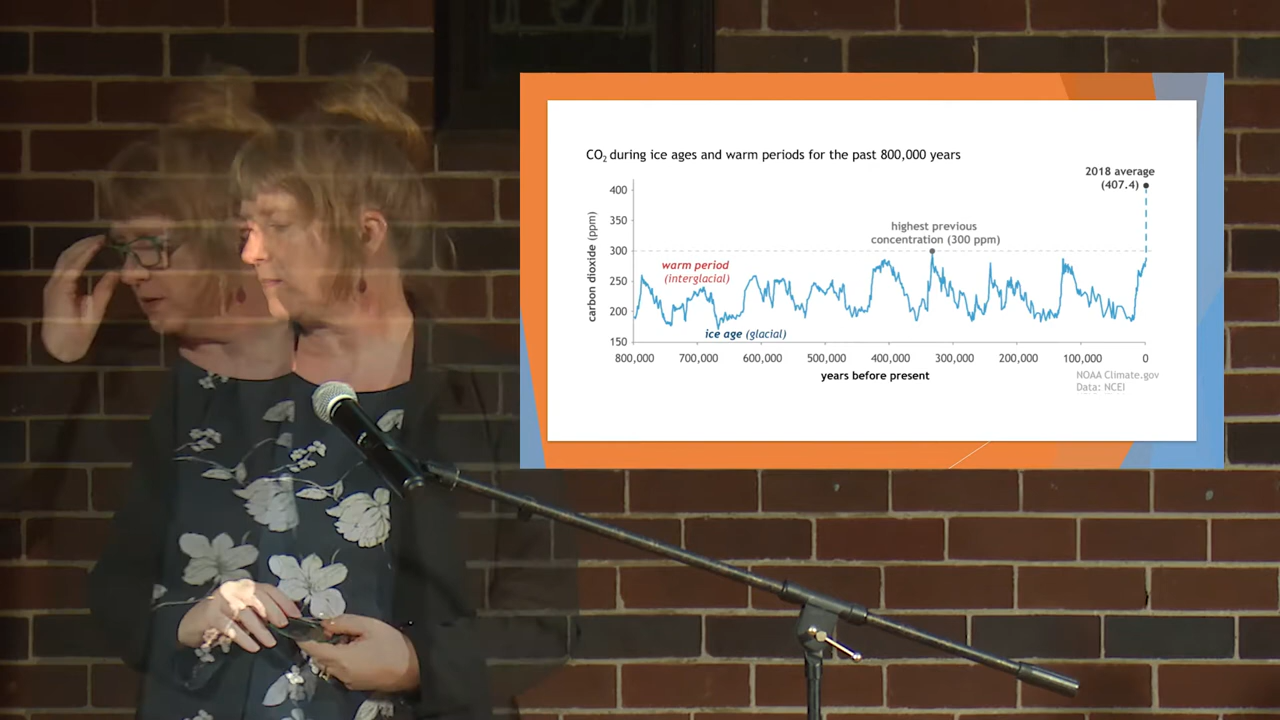 CO2 during ice ages and warm periods for the past 800,000 years
2018 average
(407.4)
400
350
300
250
200
150
carbon dioxide (ppm)
highest previous
concentration (300 ppm)
warm period
(interglacial)
ice age (glacial)
800,000 700,000 600,000 500,000 400,000 300,000 200,000 100,000 0
years before present
NOAA Climate.gov
Data: NCEI